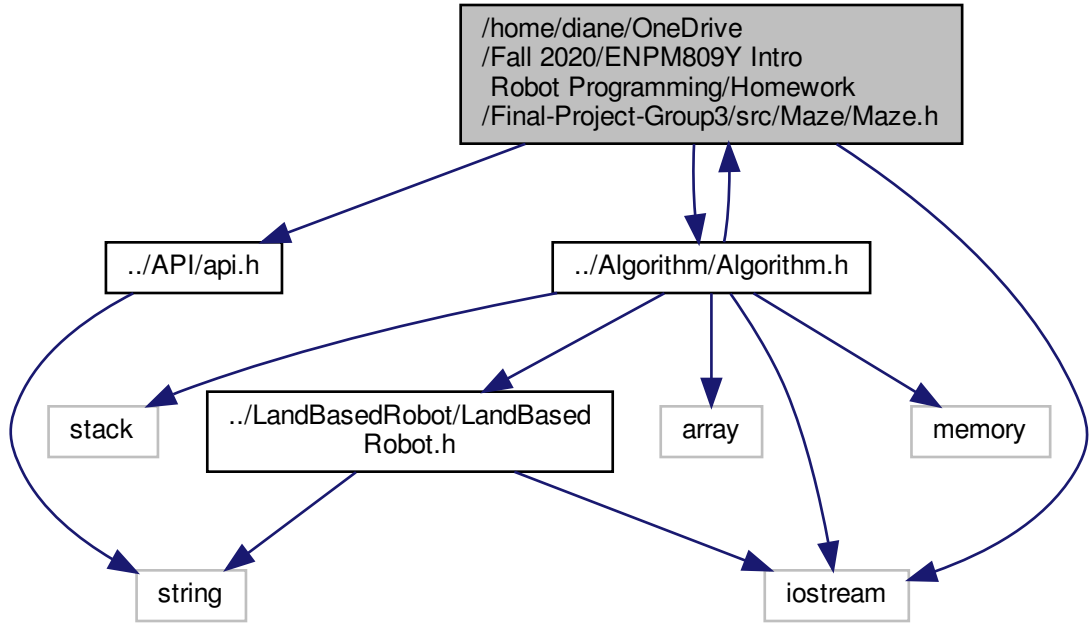 /home/diane/OneDrive
/Fall 2020/ENPM809Y Intro
Robot Programming/Homework
/Final-Project-Group3/src/Maze/Maze.h
../API/api.h
../Algorithm/Algorithm.h
stack
../LandBasedRobot/LandBased
Robot.h
array
memory
string
iostream